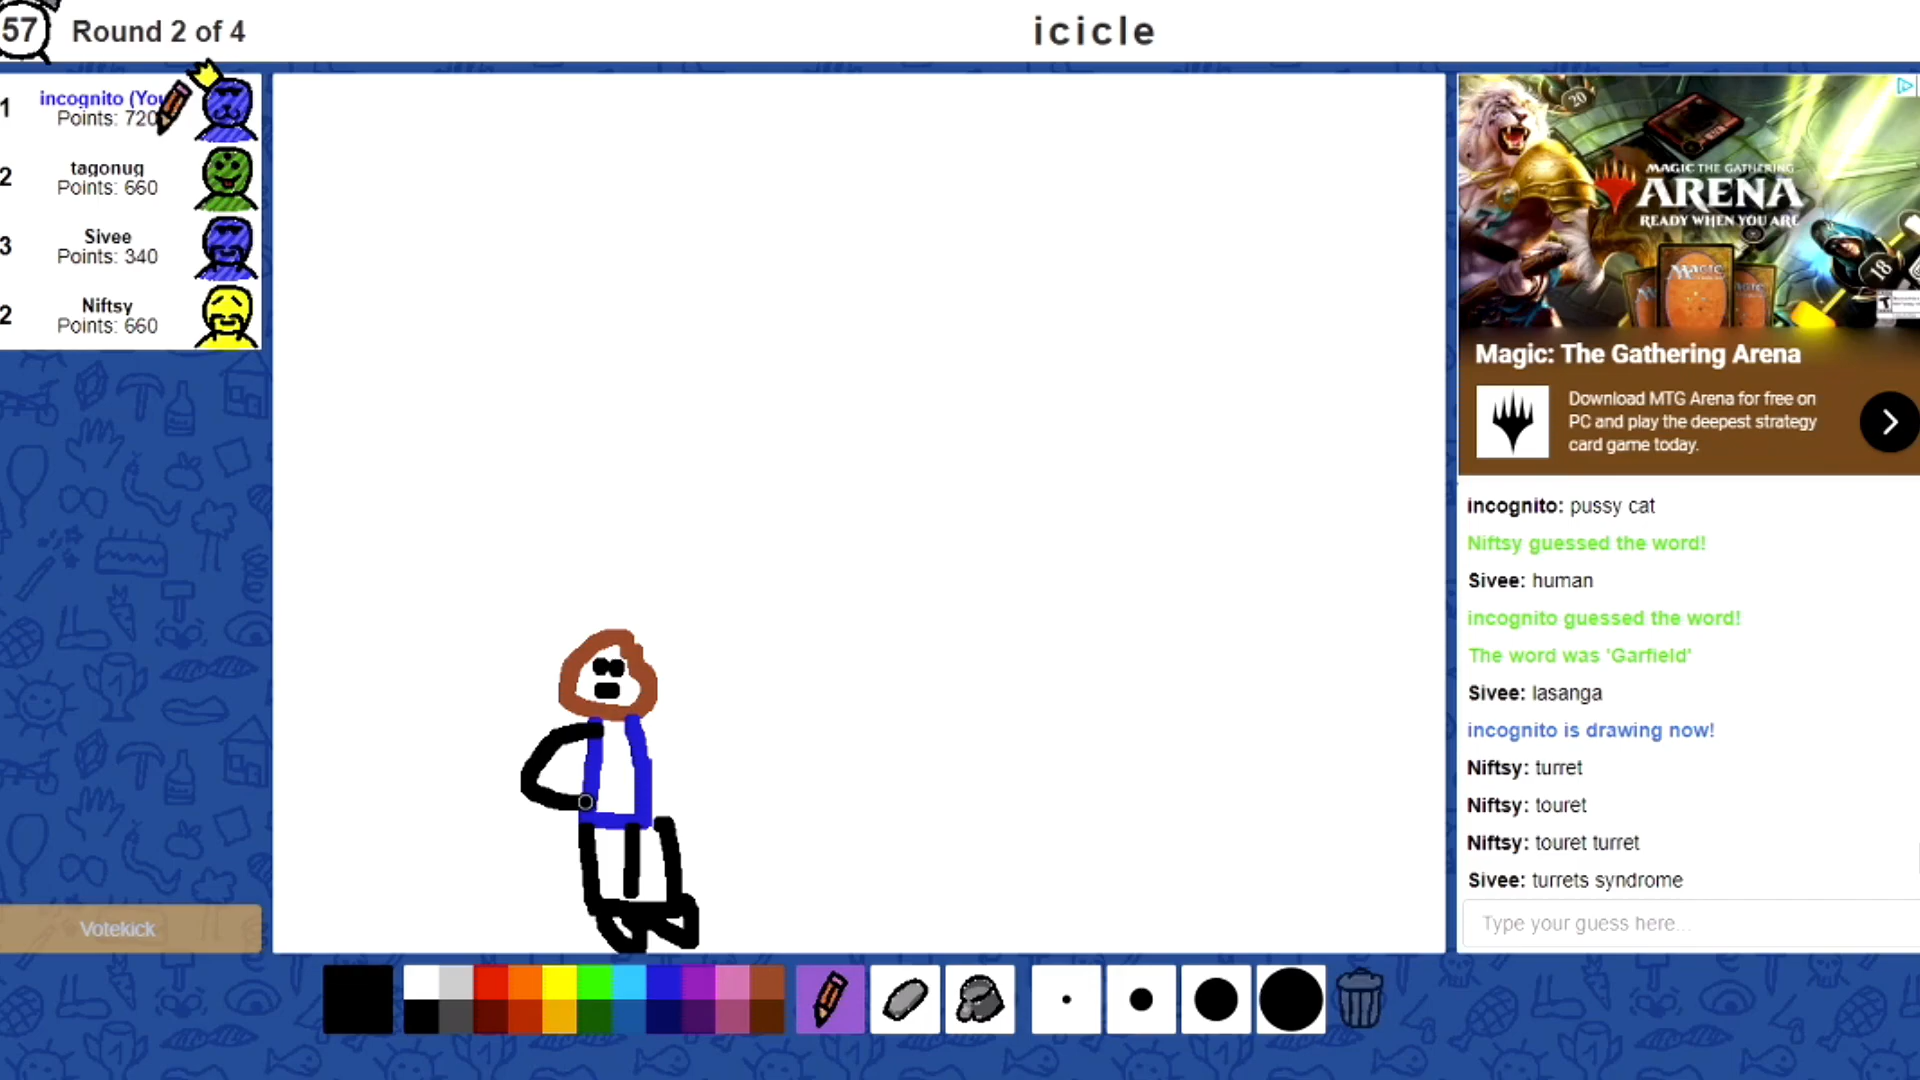 57
Round 2 of 4
icicle
1
incognito (You
Points: 720
2
tagonug
Points: 660
3
Sivee
Points: 340
2
Niftsy
Points: 660
Votekick
20
MAGIC THE GATHERING
ARENA
READY WHEN YOU ARE
18
MAGIC
Magic: The Gathering Arena
Download MTG Arena for free on
PC and play the deepest strategy
card game today.
incognito: pussy cat
Niftsy guessed the word!
Sivee: human
incognito guessed the word!
The word was 'Garfield'
Sivee: lasanga
incognito is drawing now!
Niftsy: turret
Niftsy: touret
Niftsy: touret turret
Sivee: turrets syndrome
Type your guess here...